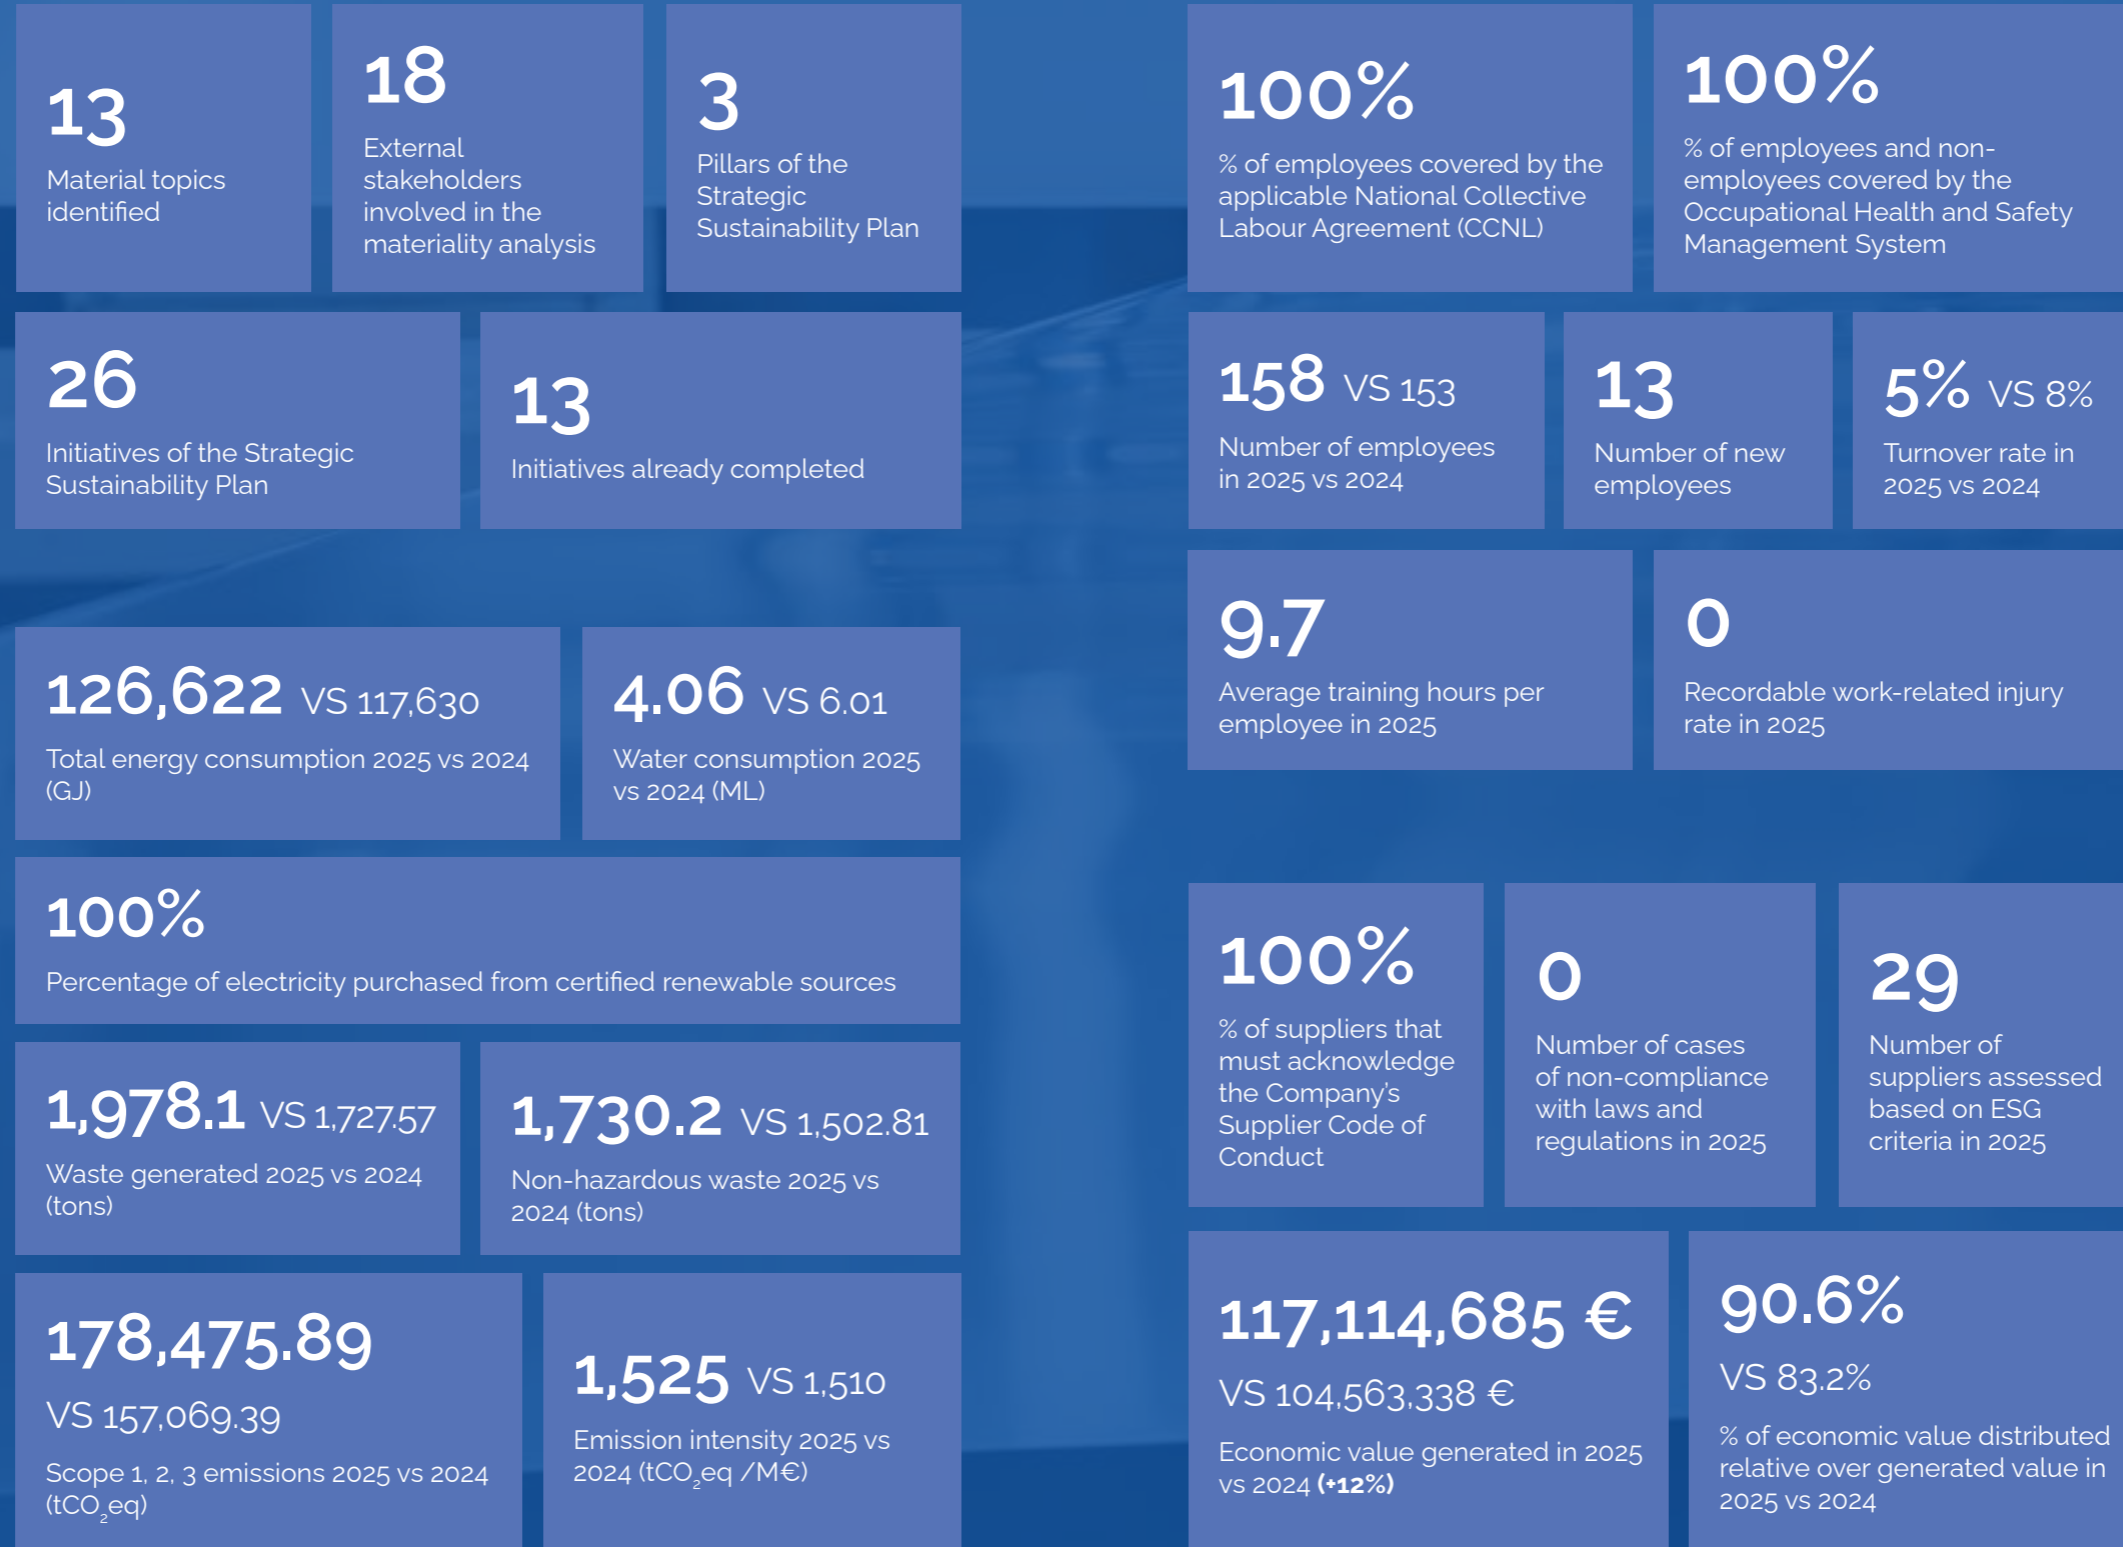 13
Material topics
identified
18
External
stakeholders
involved in the
materiality analysis
3
Pillars of the
Strategic
Sustainability Plan
26
Initiatives of the Strategic
Sustainability Plan
13
Initiatives already completed
126,622 VS 117,630
Total energy consumption 2025 vs 2024
(GJ)
4.06 VS 6.01
Water consumption 2025
vs 2024 (ML)
100%
Percentage of electricity purchased from certified renewable sources
1,978.1 VS 1,727.57
Waste generated 2025 vs 2024
(tons)
1,730.2 VS 1,502.81
Non-hazardous waste 2025 vs
2024 (tons)
178,475.89
VS 157,069.39
Scope 1, 2, 3 emissions 2025 vs 2024
(tCO₂eq)
1,525 VS 1,510
Emission intensity 2025 vs
2024 (tCO₂eq /M€)
100%
% of employees covered by the
applicable National Collective
Labour Agreement (CCNL)
100%
% of employees and non-
employees covered by the
Occupational Health and Safety
Management System
158 VS 153
Number of employees
in 2025 vs 2024
13
Number of new
employees
5% VS 8%
Turnover rate in
2025 vs 2024
9.7
Average training hours per
employee in 2025
0
Recordable work-related injury
rate in 2025
100%
% of suppliers that
must acknowledge
the Company's
Supplier Code of
Conduct
0
Number of cases
of non-compliance
with laws and
regulations in 2025
29
Number of
suppliers assessed
based on ESG
criteria in 2025
117,114,685 €
VS 104,563,338 €
Economic value generated in 2025
vs 2024 (+12%)
90.6%
VS 83.2%
% of economic value distributed
relative over generated value in
2025 vs 2024